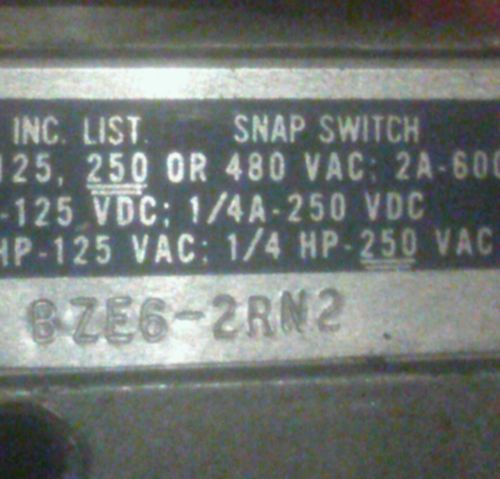 INC. LIST. SNAP SWITCH
125, 250 OR 480 VAC; 2A-600
-125 VDC; 1/4A-250 VDC
HP-125 VAC; 1/4 HP-250 VAC
BZE6-2RN2